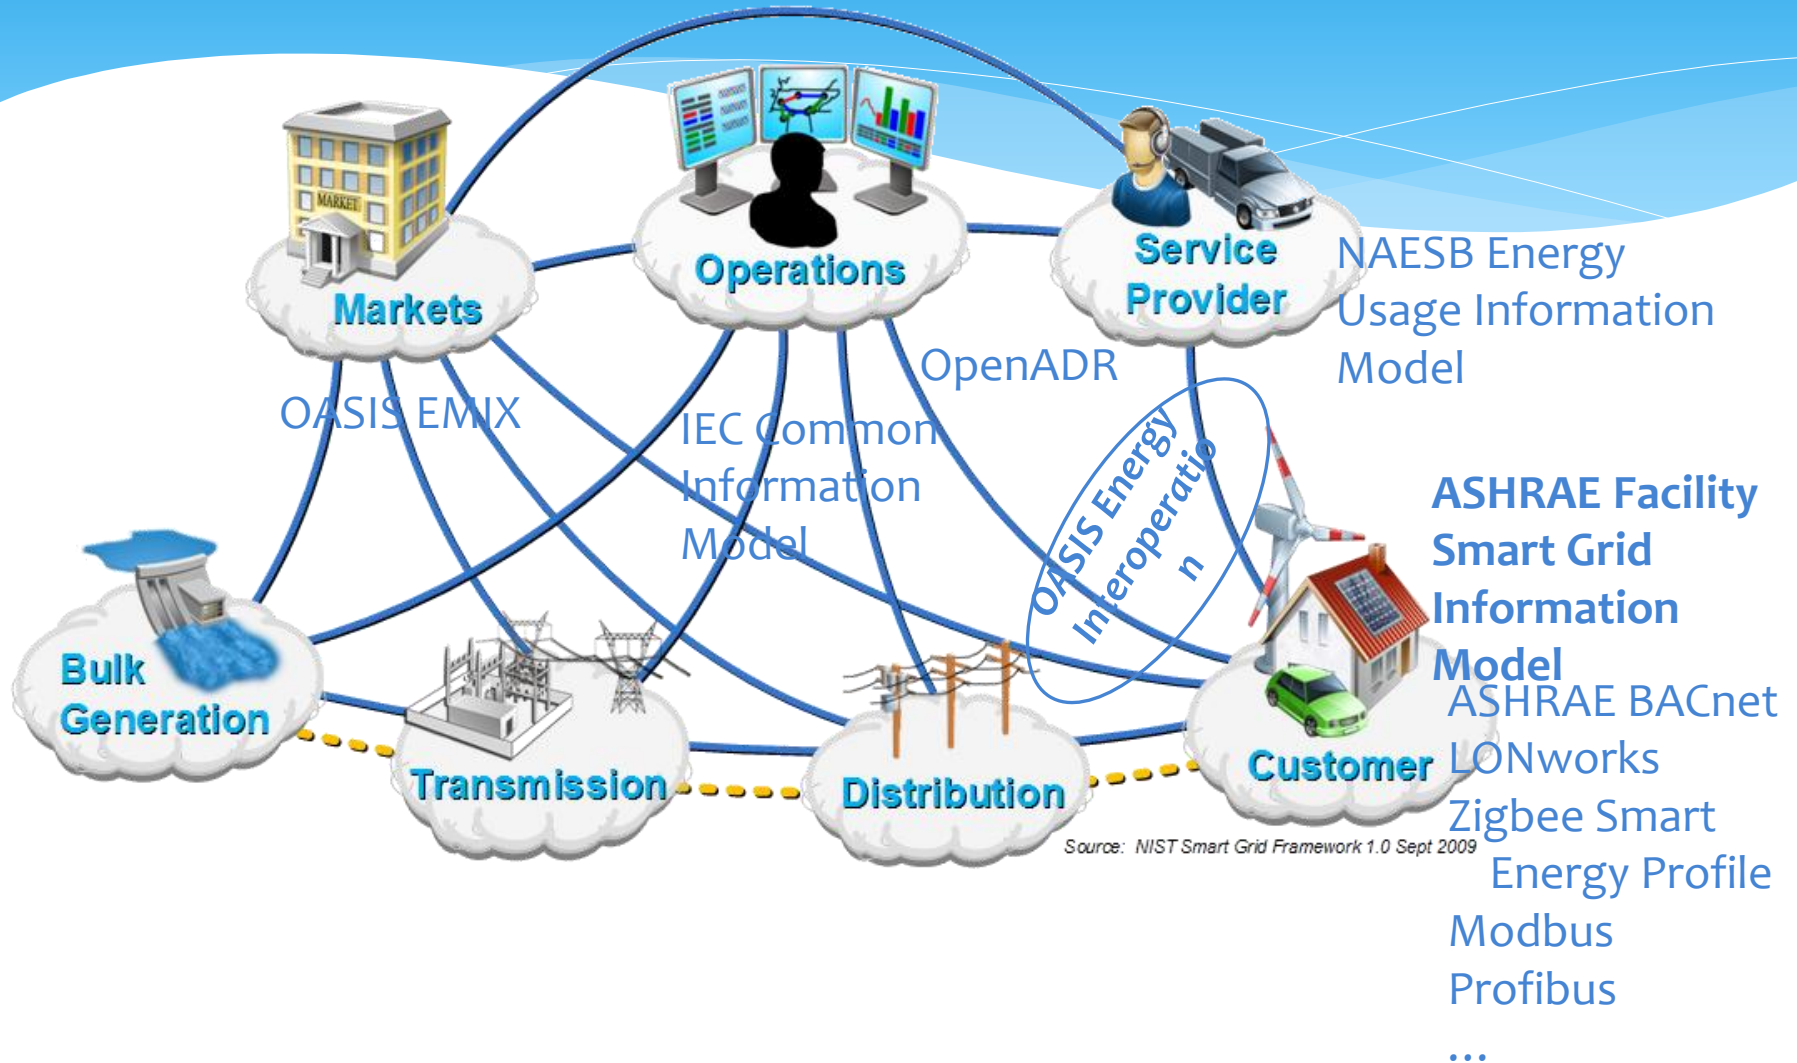 MARKET
Markets
Operations
Service
Provider
NAESB Energy
Usage Information
Model
OpenADR
OASIS EMIX
IEC Common
Information
Model
OASIS Energy
Interoperatio
n
ASHRAE Facility
Smart Grid
Information
Model
Bulk
Generation
Transmission
Distribution
Customer
ASHRAE BACnet
LONworks
Zigbee Smart
Energy Profile
Modbus
Profibus
...
Source: NIST Smart Grid Framework 1.0 Sept 2009